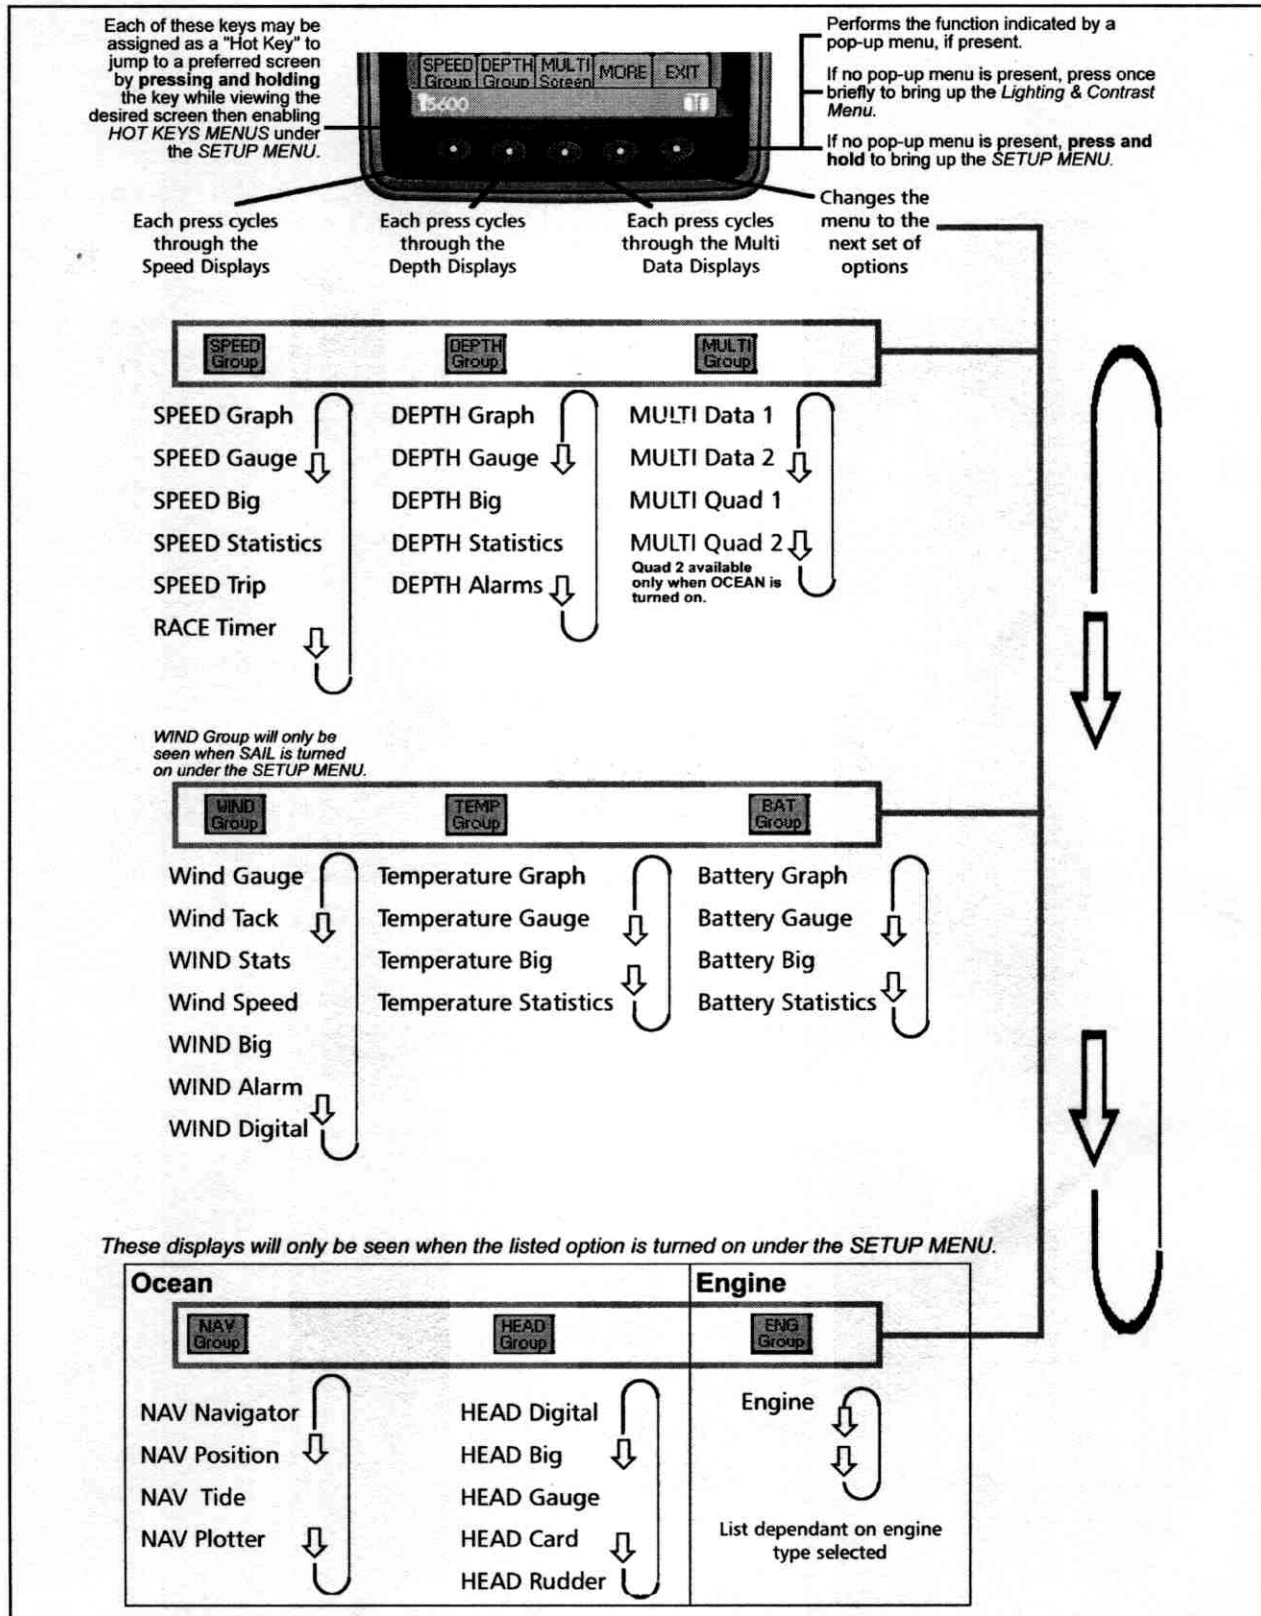 Each of these keys may be
assigned as a "Hot Key" to
jump to a preferred screen
by pressing and holding
the key while viewing the
desired screen then enabling
HOT KEYS MENUS under
the SETUP MENU.
SPEED Group DEPTH Group MULTI Screen MORE EXIT
5600
Performs the function indicated by a
pop-up menu, if present.
If no pop-up menu is present, press once
briefly to bring up the Lighting & Contrast
Menu.
If no pop-up menu is present, press and
hold to bring up the SETUP MENU.
Each press cycles
through the
Speed Displays
Each press cycles
through the
Depth Displays
Each press cycles
through the Multi
Data Displays
Changes the
menu to the
next set of
options
SPEED
Group
DEPTH
Group
MULTI
Group
SPEED Graph
SPEED Gauge
SPEED Big
SPEED Statistics
SPEED Trip
RACE Timer
DEPTH Graph
DEPTH Gauge
DEPTH Big
DEPTH Statistics
DEPTH Alarms
MULTI Data 1
MULTI Data 2
MULTI Quad 1
MULTI Quad 2
Quad 2 available
only when OCEAN is
turned on.
WIND Group will only be
seen when SAIL is turned
on under the SETUP MENU.
WIND
Group
TEMP
Group
BAT
Group
Wind Gauge
Wind Tack
WIND Stats
Wind Speed
WIND Big
WIND Alarm
WIND Digital
Temperature Graph
Temperature Gauge
Temperature Big
Temperature Statistics
Battery Graph
Battery Gauge
Battery Big
Battery Statistics
These displays will only be seen when the listed option is turned on under the SETUP MENU.
Ocean
Engine
NAV
Group
HEAD
Group
ENG
Group
NAV Navigator
NAV Position
NAV Tide
NAV Plotter
HEAD Digital
HEAD Big
HEAD Gauge
HEAD Card
HEAD Rudder
Engine
List dependant on engine
type selected